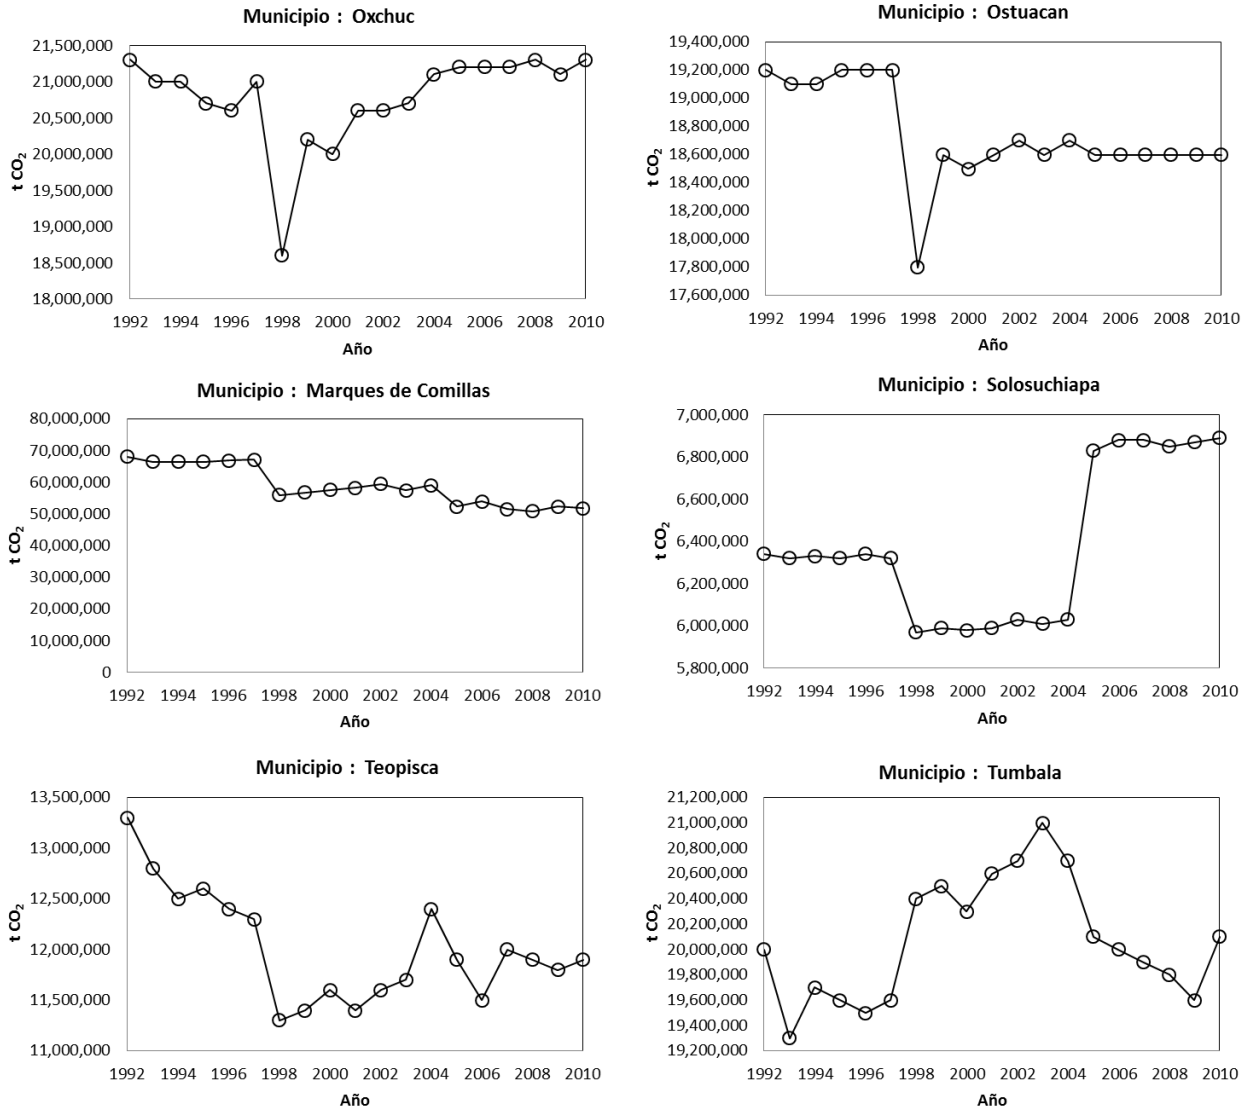 Municipio : Oxchuc
21,500,000
21,000,000
20,500,000
20,000,000
19,500,000
19,000,000
18,500,000
18,000,000
t CO₂
1992 1994 1996 1998 2000 2002 2004 2006 2008 2010
Año
Municipio : Ostuacan
19,400,000
19,200,000
19,000,000
18,800,000
18,600,000
18,400,000
18,200,000
18,000,000
17,800,000
17,600,000
t CO₂
1992 1994 1996 1998 2000 2002 2004 2006 2008 2010
Año
Municipio : Marques de Comillas
80,000,000
70,000,000
60,000,000
50,000,000
40,000,000
30,000,000
20,000,000
10,000,000
0
t CO₂
1992 1994 1996 1998 2000 2002 2004 2006 2008 2010
Año
Municipio : Solosuchiapa
7,000,000
6,800,000
6,600,000
6,400,000
6,200,000
6,000,000
5,800,000
t CO₂
1992 1994 1996 1998 2000 2002 2004 2006 2008 2010
Año
Municipio : Teopisca
13,500,000
13,000,000
12,500,000
12,000,000
11,500,000
11,000,000
t CO₂
1992 1994 1996 1998 2000 2002 2004 2006 2008 2010
Año
Municipio : Tumbala
21,200,000
21,000,000
20,800,000
20,600,000
20,400,000
20,200,000
20,000,000
19,800,000
19,600,000
19,400,000
19,200,000
t CO₂
1992 1994 1996 1998 2000 2002 2004 2006 2008 2010
Año